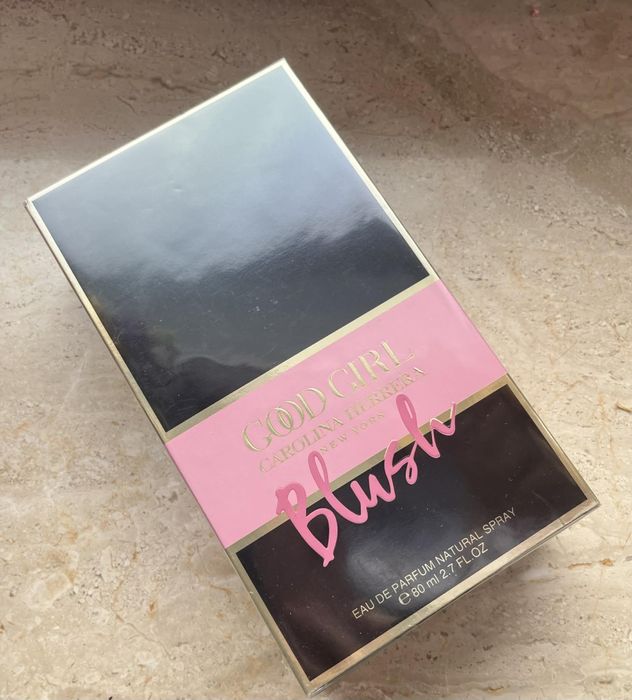 GOOD GIRL
CAROLINA HERRERA
NEW YORK
Blush
EAU DE PARFUM NATURAL SPRAY
℮ 80 ml 2.7 FL.OZ